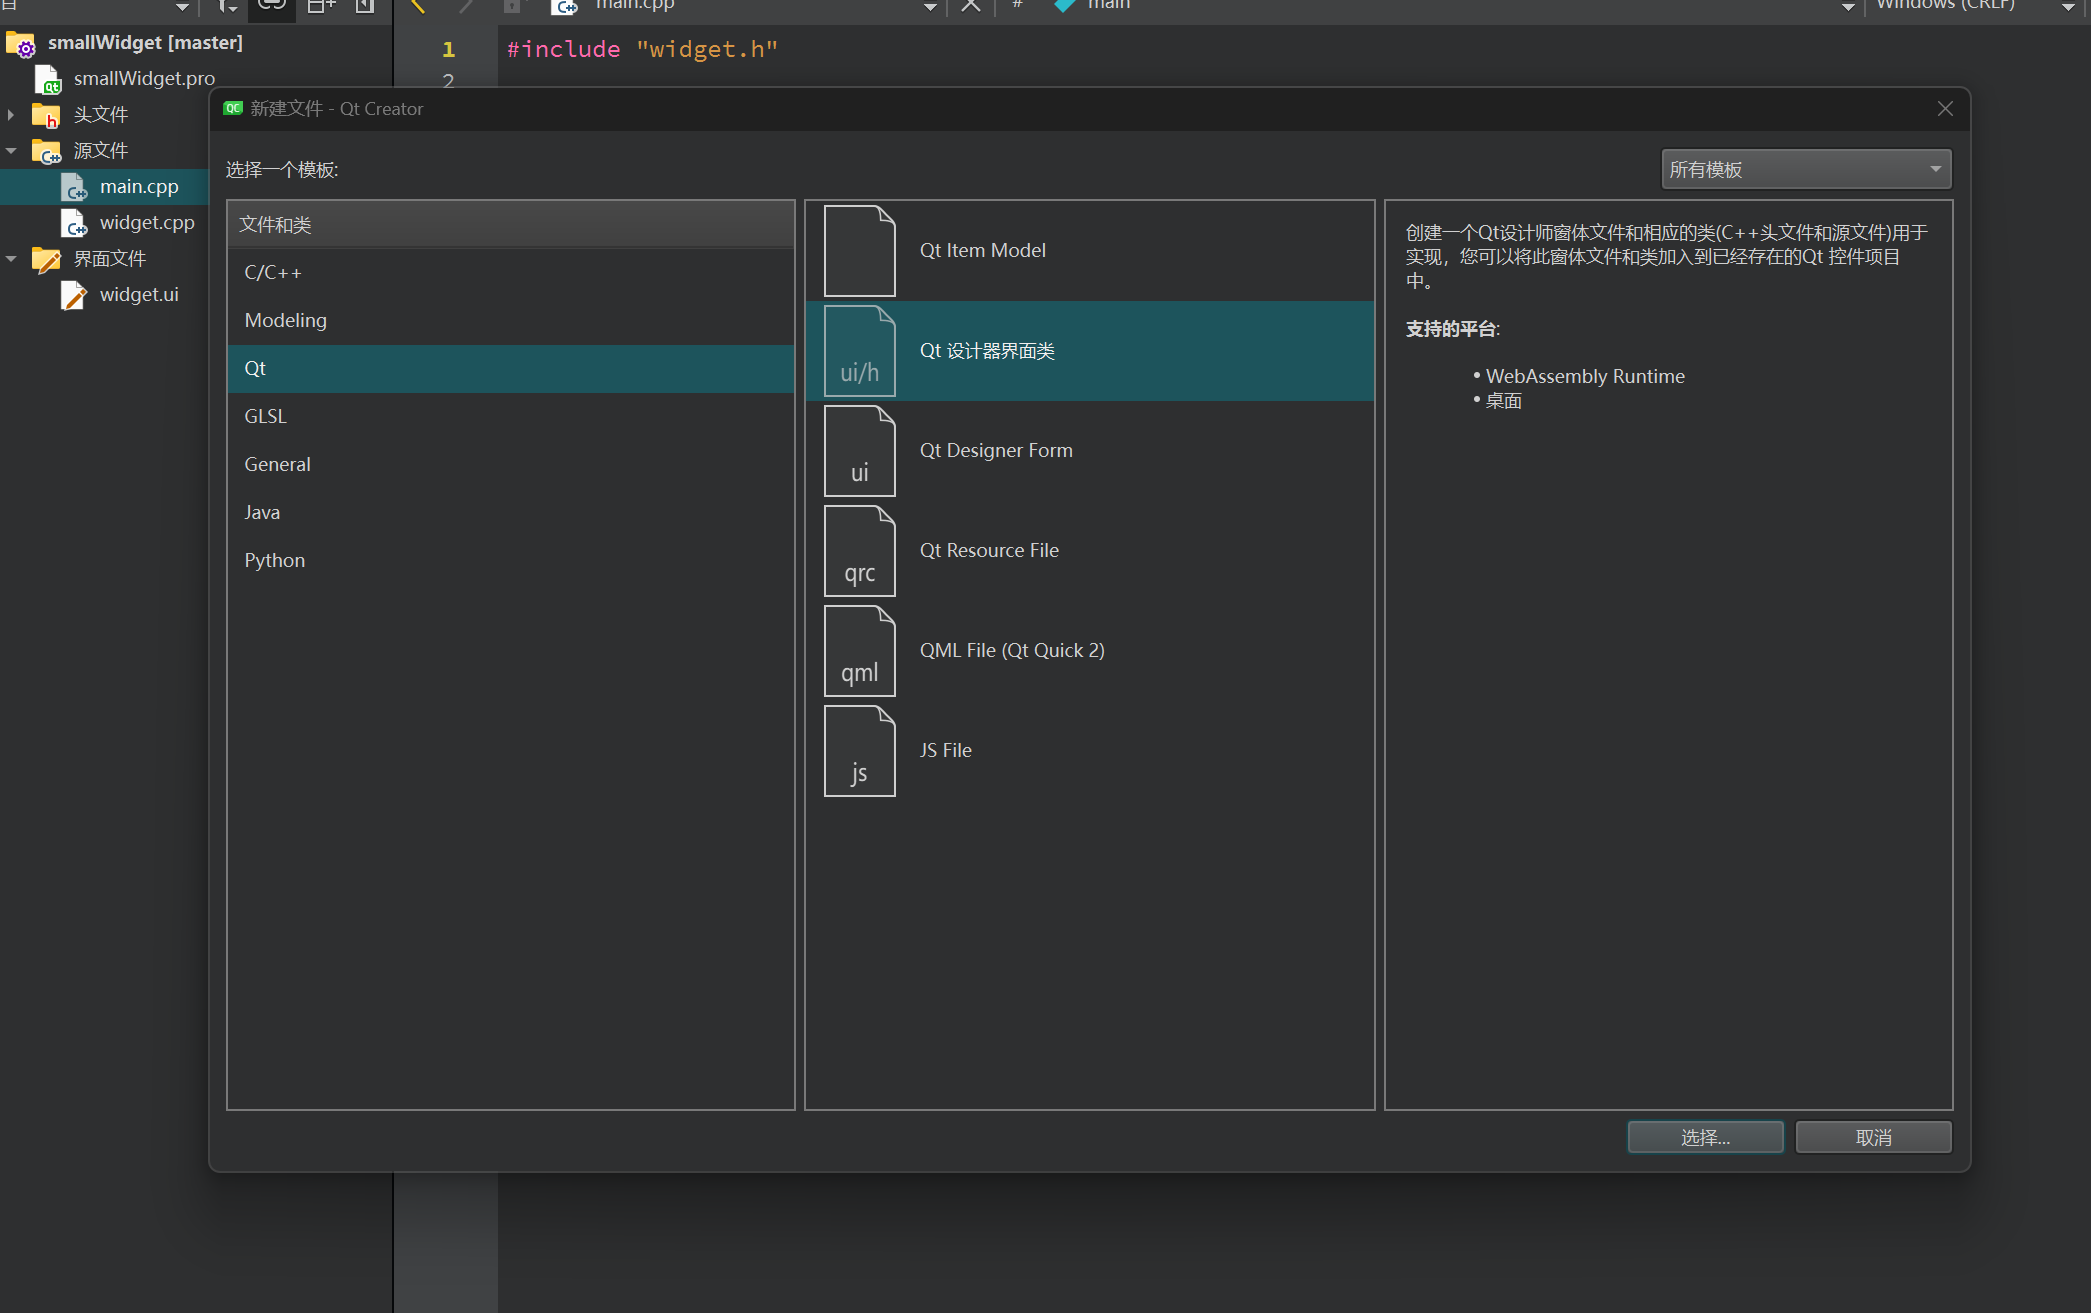 main.cpp
#
main
Windows (CRLF)
smallWidget [master]
smallWidget.pro
头文件
源文件
main.cpp
widget.cpp
界面文件
widget.ui
1
#include "widget.h"
2
新建文件 - Qt Creator
选择一个模板:
所有模板
文件和类
C/C++
Modeling
Qt
GLSL
General
Java
Python
Qt Item Model
ui/h
Qt 设计器界面类
ui
Qt Designer Form
qrc
Qt Resource File
qml
QML File (Qt Quick 2)
js
JS File
创建一个Qt设计师窗体文件和相应的类(C++头文件和源文件)用于
实现，您可以将此窗体文件和类加入到已经存在的Qt 控件项目
中。
支持的平台:
• WebAssembly Runtime
• 桌面
选择...
取消